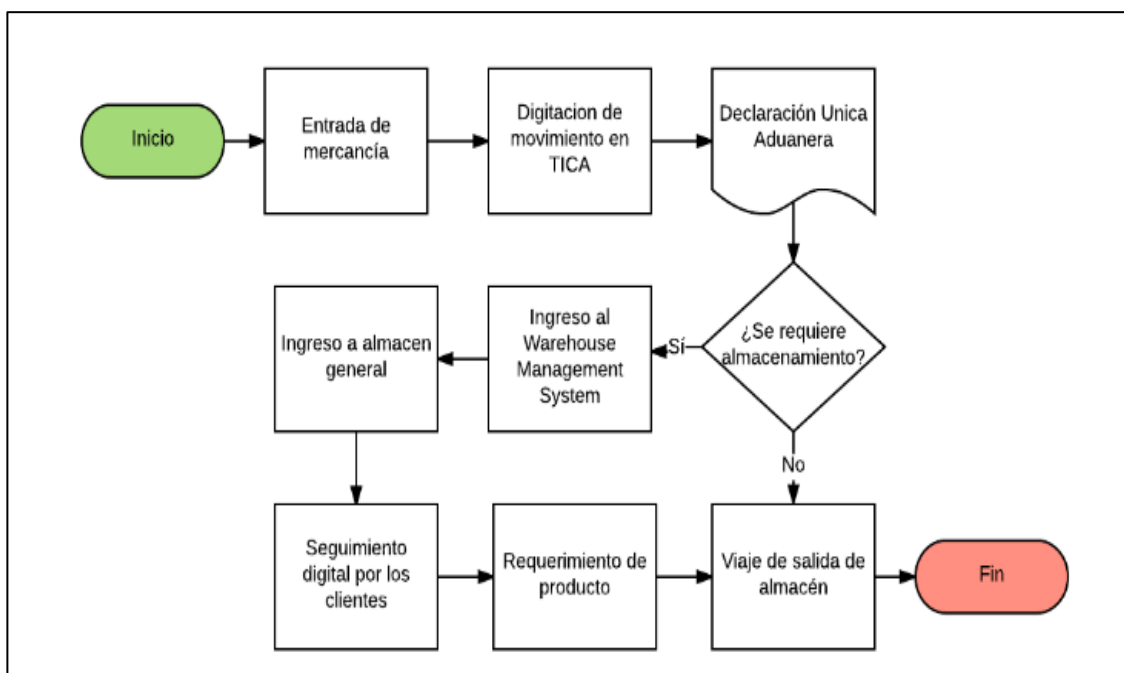 Inicio
Entrada de
mercancía
Digitacion de
movimiento en
TICA
Declaración Unica
Aduanera
¿Se requiere
almacenamiento?
Sí
Ingreso al
Warehouse
Management
System
Ingreso a almacen
general
No
Seguimiento
digital por los
clientes
Requerimiento de
producto
Viaje de salida de
almacén
Fin